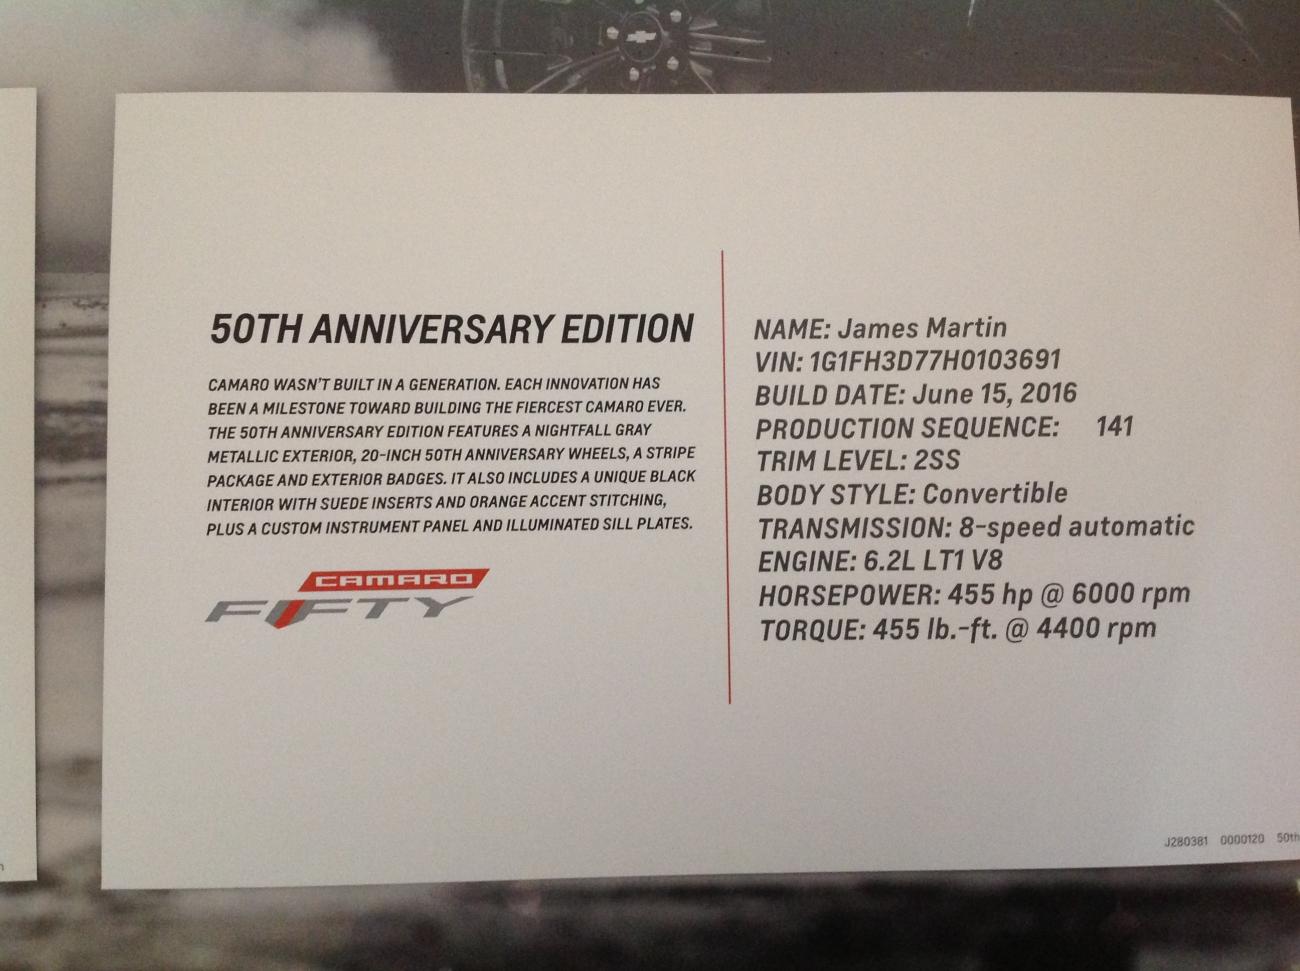 50TH ANNIVERSARY EDITION
CAMARO WASN'T BUILT IN A GENERATION. EACH INNOVATION HAS
BEEN A MILESTONE TOWARD BUILDING THE FIERCEST CAMARO EVER.
THE 50TH ANNIVERSARY EDITION FEATURES A NIGHTFALL GRAY
METALLIC EXTERIOR, 20-INCH 50TH ANNIVERSARY WHEELS, A STRIPE
PACKAGE AND EXTERIOR BADGES. IT ALSO INCLUDES A UNIQUE BLACK
INTERIOR WITH SUEDE INSERTS AND ORANGE ACCENT STITCHING,
PLUS A CUSTOM INSTRUMENT PANEL AND ILLUMINATED SILL PLATES.
CAMARO
FIFTY
NAME: James Martin
VIN: 1G1FH3D77H0103691
BUILD DATE: June 15, 2016
PRODUCTION SEQUENCE: 141
TRIM LEVEL: 2SS
BODY STYLE: Convertible
TRANSMISSION: 8-speed automatic
ENGINE: 6.2L LT1 V8
HORSEPOWER: 455 hp @ 6000 rpm
TORQUE: 455 lb.-ft. @ 4400 rpm
J280381 0000120 50th